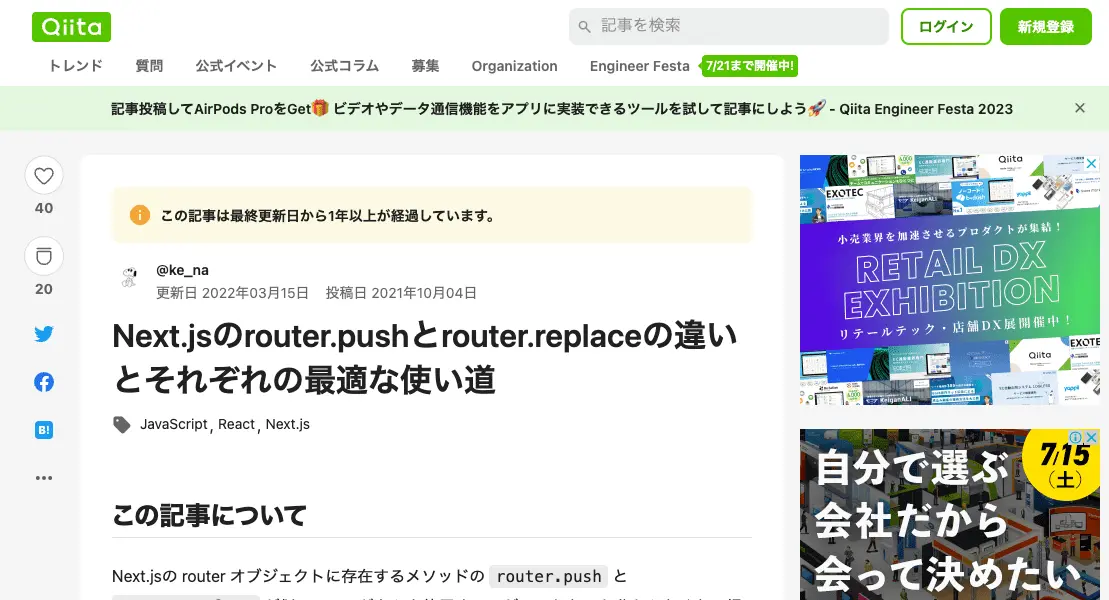 Qiita
記事を検索
ログイン
新規登録
トレンド 質問 公式イベント 公式コラム 募集 Organization Engineer Festa 7/21まで開催中!
記事投稿してAirPods ProをGet🎁 ビデオやデータ通信機能をアプリに実装できるツールを試して記事にしよう🚀 - Qiita Engineer Festa 2023
40
20
B!
この記事は最終更新日から1年以上が経過しています。
@ke_na
更新日 2022年03月15日 投稿日 2021年10月04日
Next.jsのrouter.pushとrouter.replaceの違い
とそれぞれの最適な使い道
JavaScript, React, Next.js
この記事について
Next.jsの router オブジェクトに存在するメソッドの router.push と
Qiita
EXOTEC
KeiganALI
yappli
小売業界を加速させるプロダクトが集結!
RETAIL DX
EXHIBITION
リテールテック・店舗DX展開催中!
Qiita
EXOTEC
KeiganALI
yappli
7/15
(土)
自分で選ぶ
会社だから
会って決めたい